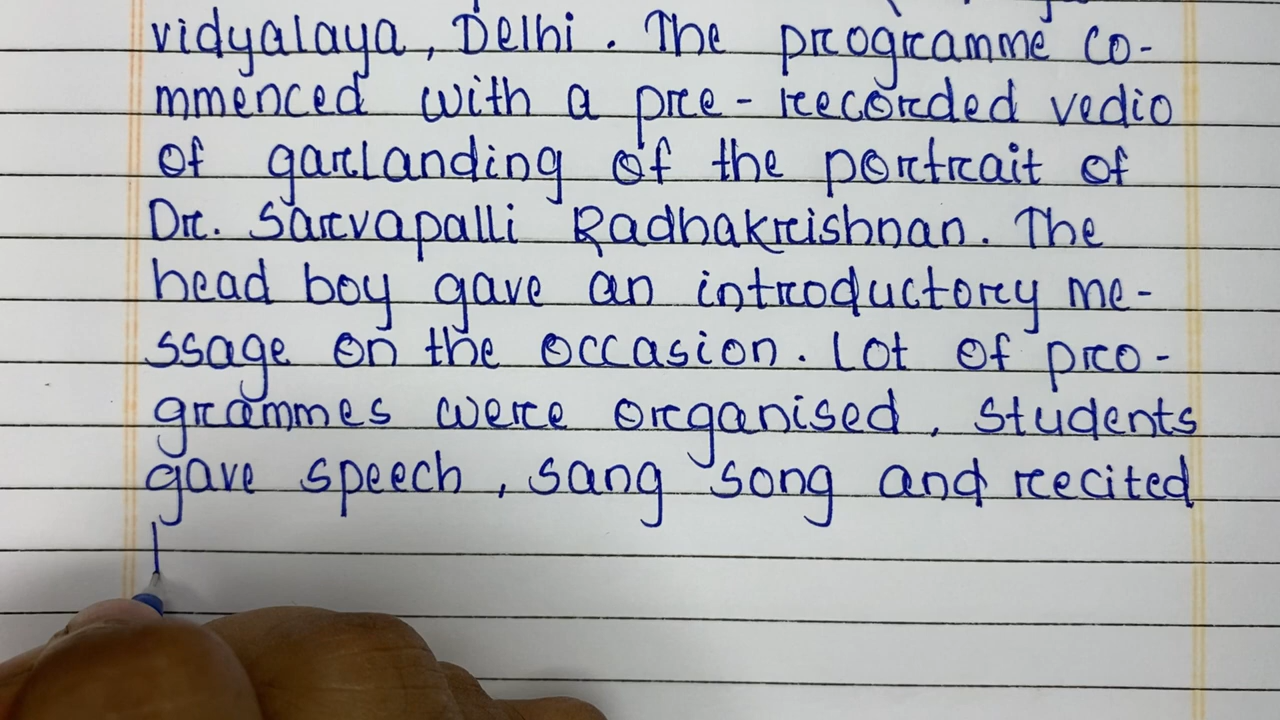 vidyalaya, Delhi. The programme co-
mmenced with a pre-recorded vedio
of garlanding of the portrait of
Dr. Sarvapalli Radhakrishnan. The
head boy gave an introductory me-
ssage on the occasion. Lot of pro-
grammes were organised, students
gave speech, sang song and recited